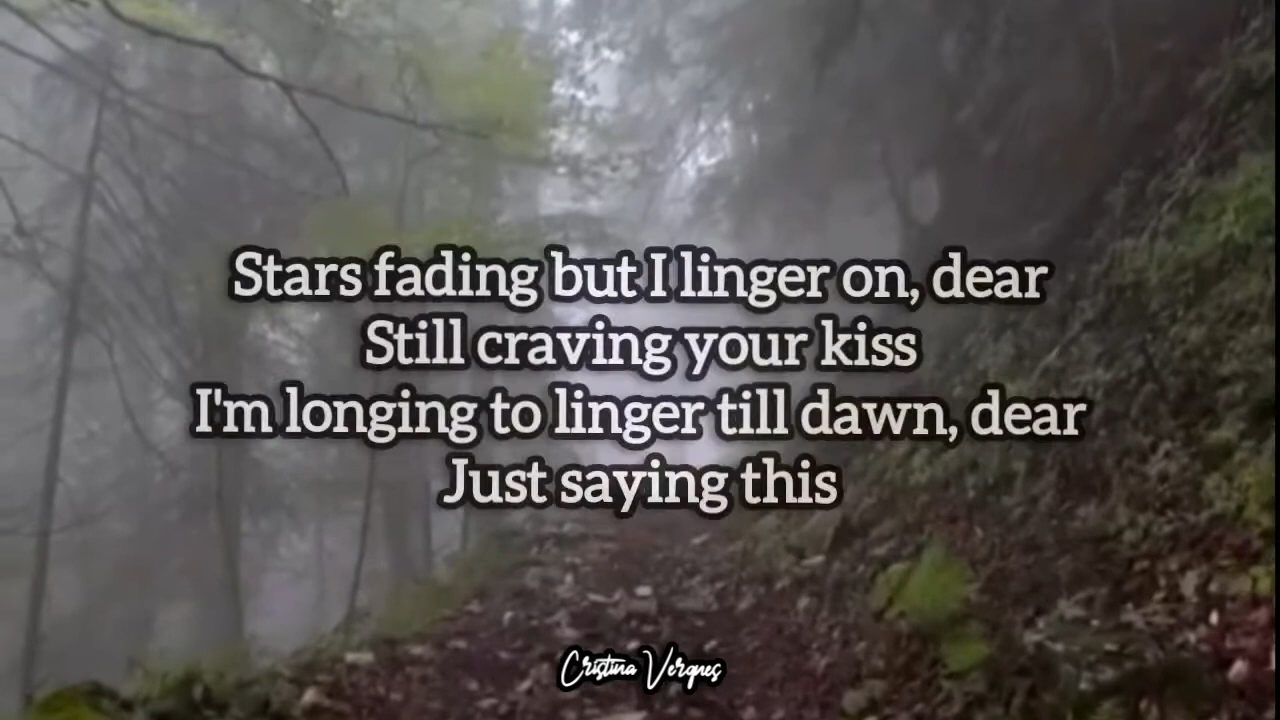 Stars fading but I linger on, dear
Still craving your kiss
I'm longing to linger till dawn, dear
Just saying this
Cristina Verques